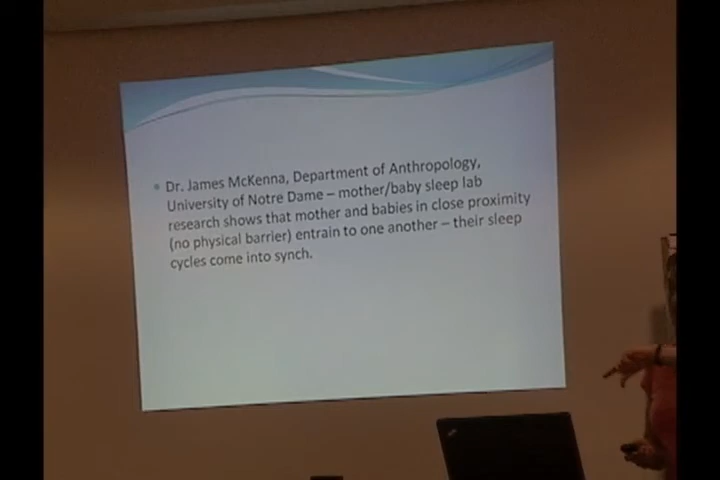 Dr. James McKenna, Department of Anthropology,
University of Notre Dame – mother/baby sleep lab
research shows that mother and babies in close proximity
(no physical barrier) entrain to one another – their sleep
cycles come into synch.